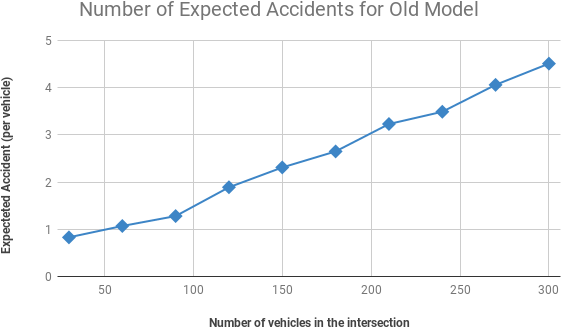 Number of Expected Accidents for Old Model
Expecteted Accident (per vehicle)
5
4
3
2
1
0
50 100 150 200 250 300
Number of vehicles in the intersection